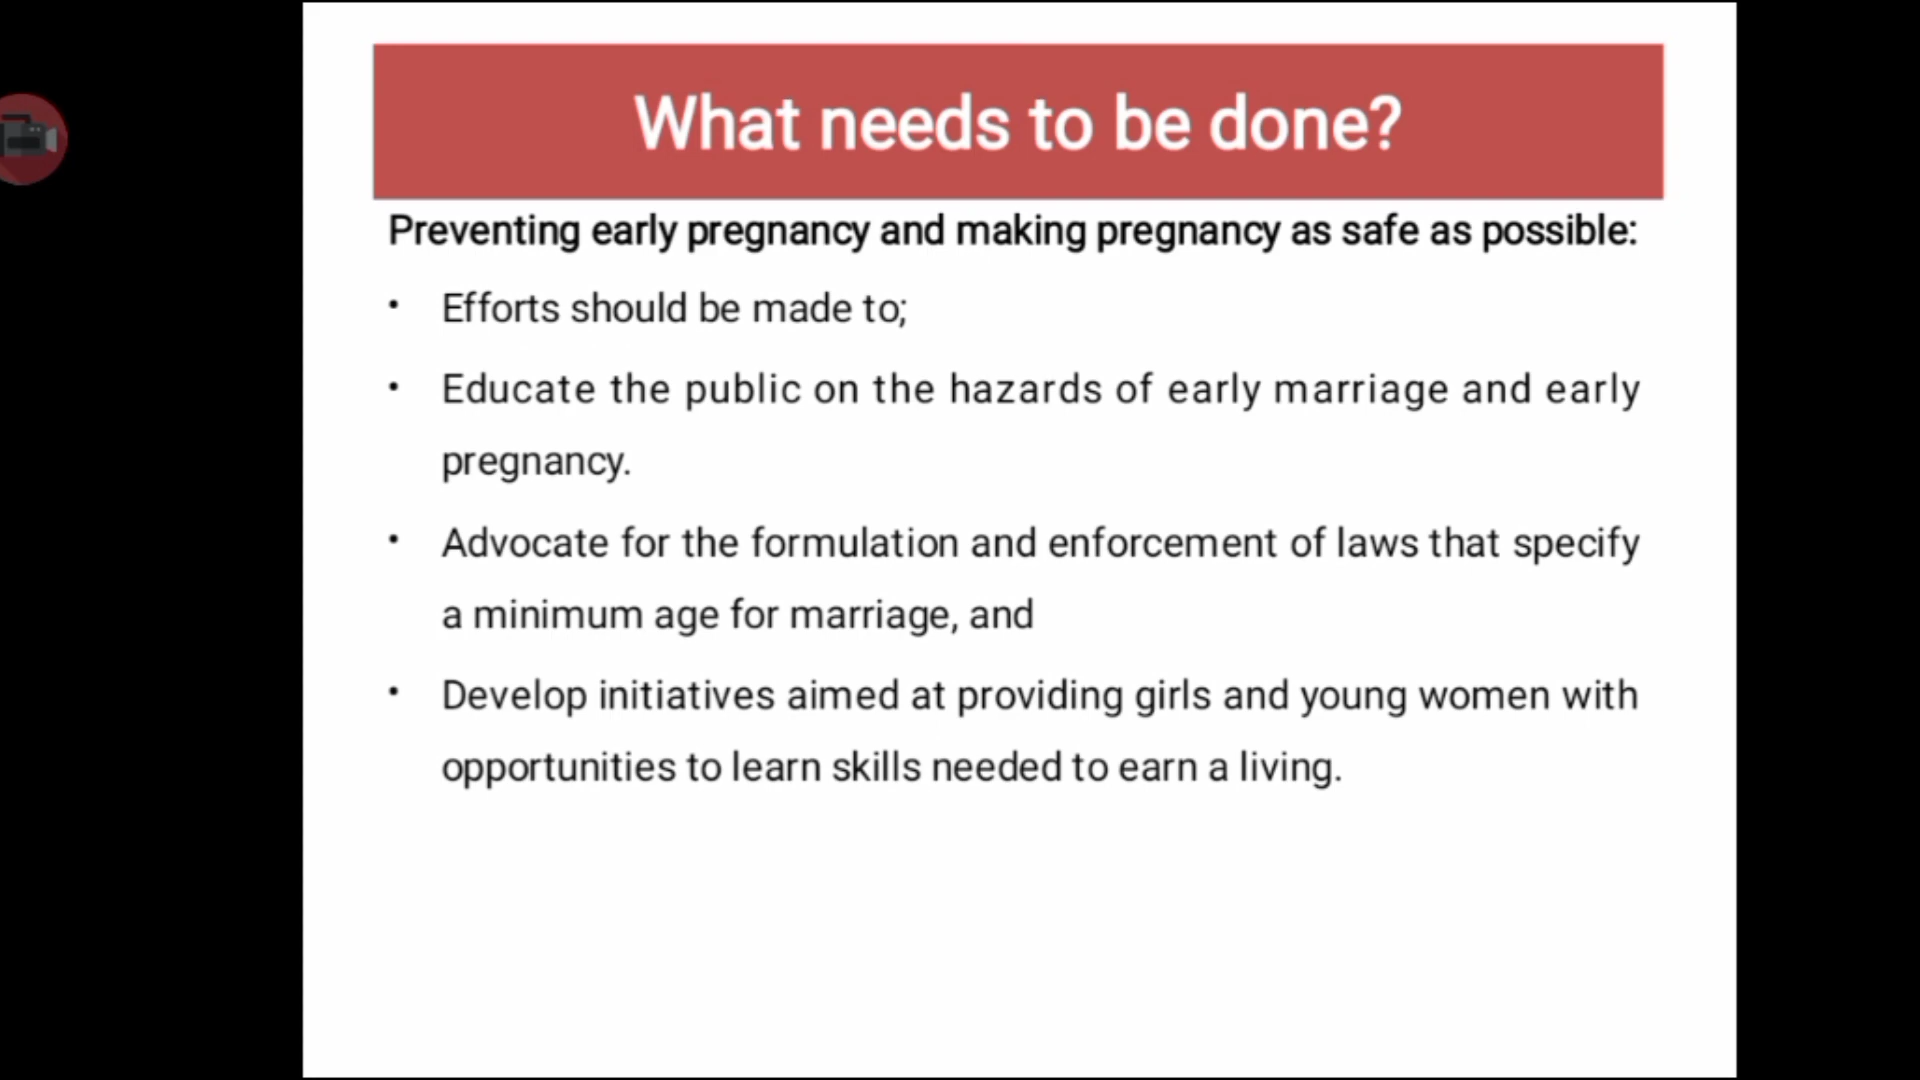 What needs to be done?
Preventing early pregnancy and making pregnancy as safe as possible:
• Efforts should be made to;
• Educate the public on the hazards of early marriage and early
pregnancy.
• Advocate for the formulation and enforcement of laws that specify
a minimum age for marriage, and
• Develop initiatives aimed at providing girls and young women with
opportunities to learn skills needed to earn a living.